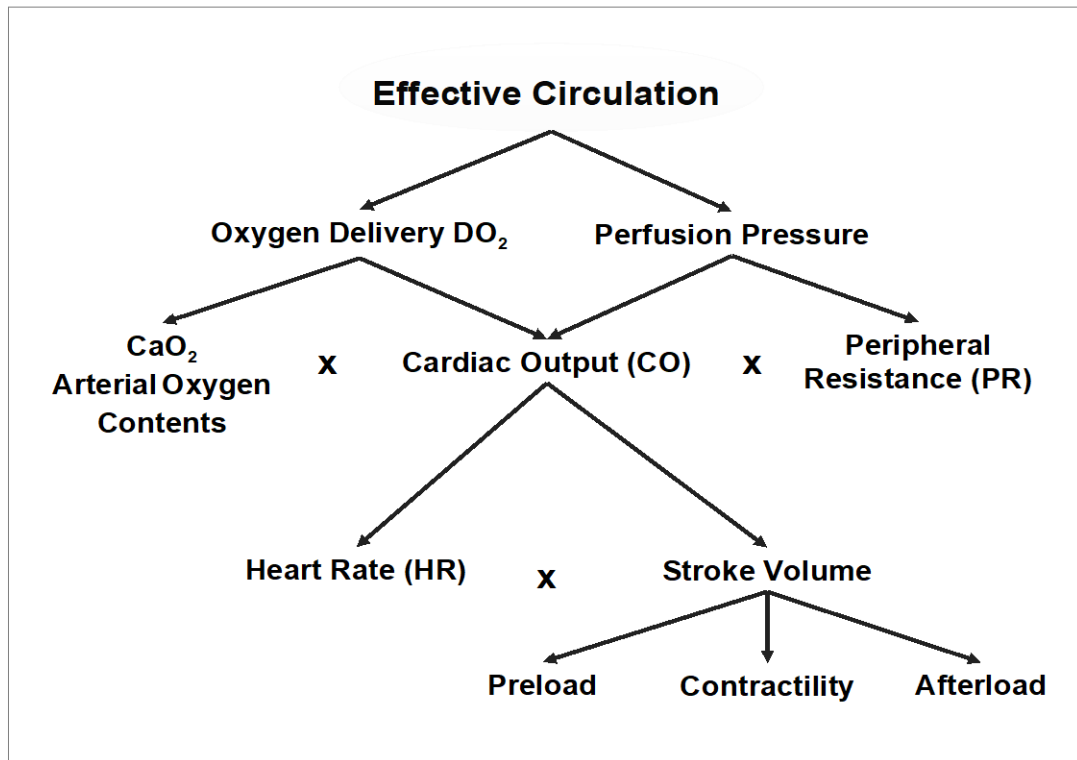 Effective Circulation
Oxygen Delivery DO₂
Perfusion Pressure
CaO₂
Arterial Oxygen
Contents
x
Cardiac Output (CO)
x
Peripheral
Resistance (PR)
Heart Rate (HR)
x
Stroke Volume
Preload
Contractility
Afterload